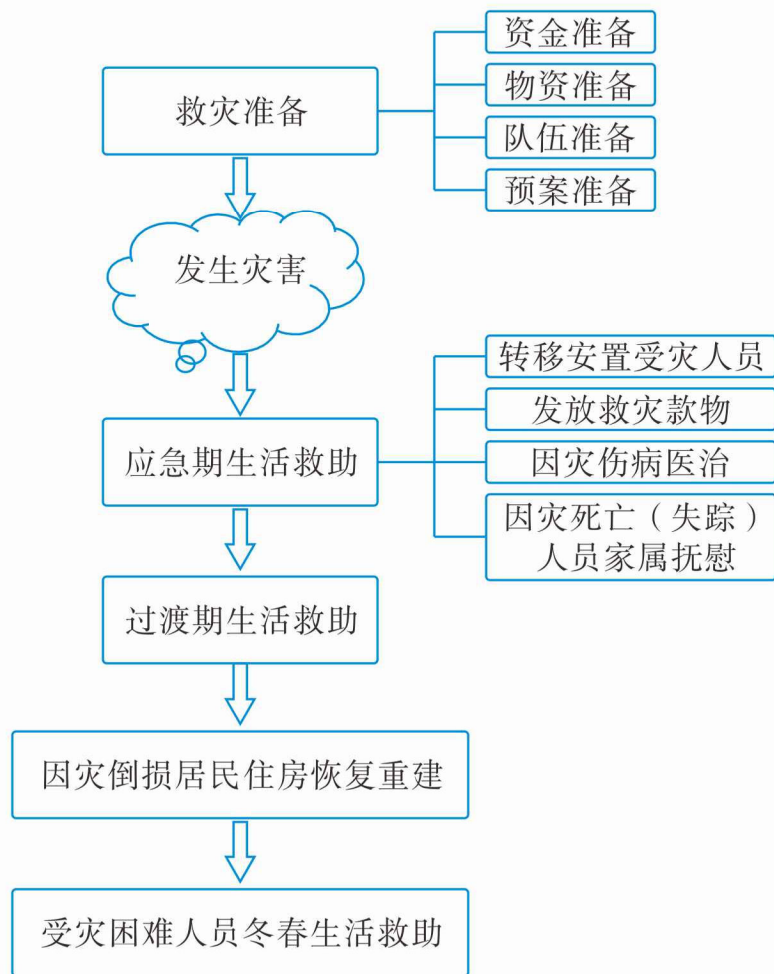 资金准备
救灾准备
物资准备
队伍准备
预案准备
发生灾害
转移安置受灾人员
发放救灾款物
应急期生活救助
因灾伤病医治
因灾死亡（失踪）
人员家属抚慰
过渡期生活救助
因灾倒损居民住房恢复重建
受灾困难人员冬春生活救助